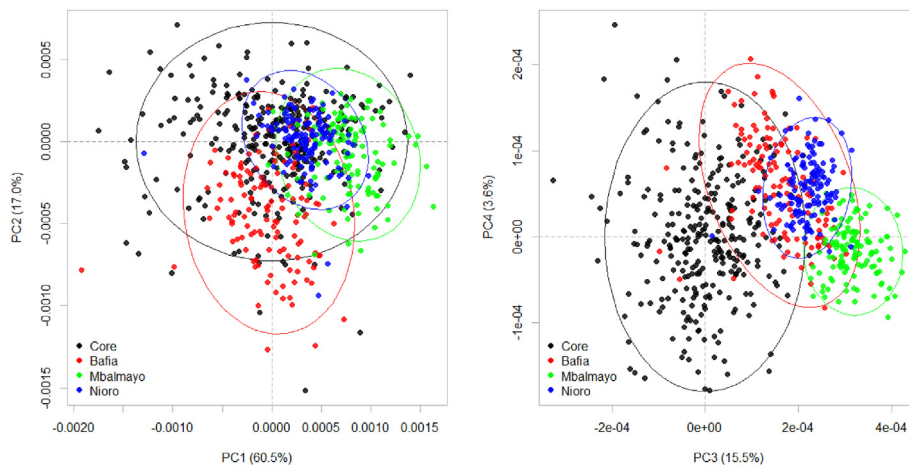 0.0005
0.0000
-0.0005
-0.0010
-0.0015
PC2 (17.0%)
Core
Bafia
Mbalmayo
Nioro
-0.0020 -0.0010 0.0000 0.0005 0.0010 0.0015
PC1 (60.5%)
2e-04
1e-04
0e+00
-1e-04
PC4 (3.6%)
Core
Bafia
Mbalmayo
Nioro
-2e-04 0e+00 2e-04 4e-04
PC3 (15.5%)